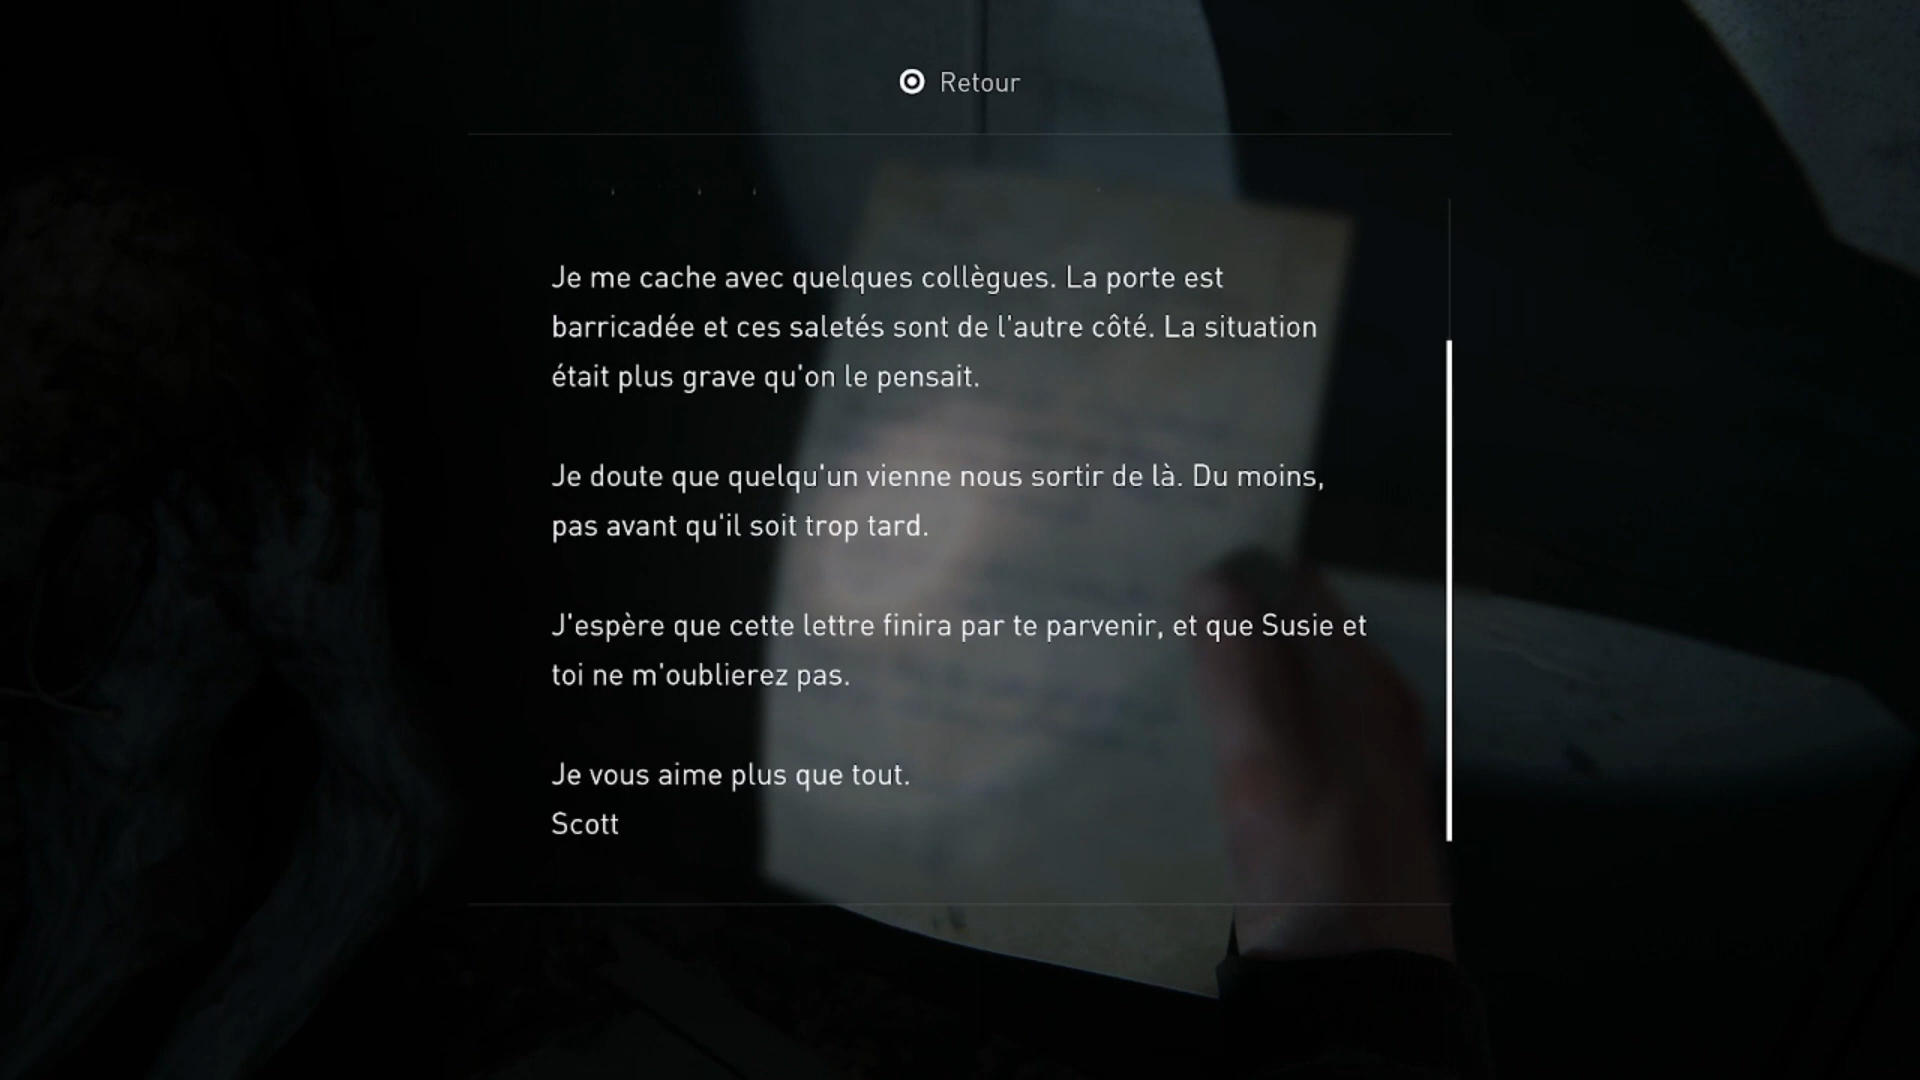 Retour
Je me cache avec quelques collègues. La porte est
barricadée et ces saletés sont de l'autre côté. La situation
était plus grave qu'on le pensait.
Je doute que quelqu'un vienne nous sortir de là. Du moins,
pas avant qu'il soit trop tard.
J'espère que cette lettre finira par te parvenir, et que Susie et
toi ne m'oublierez pas.
Je vous aime plus que tout.
Scott